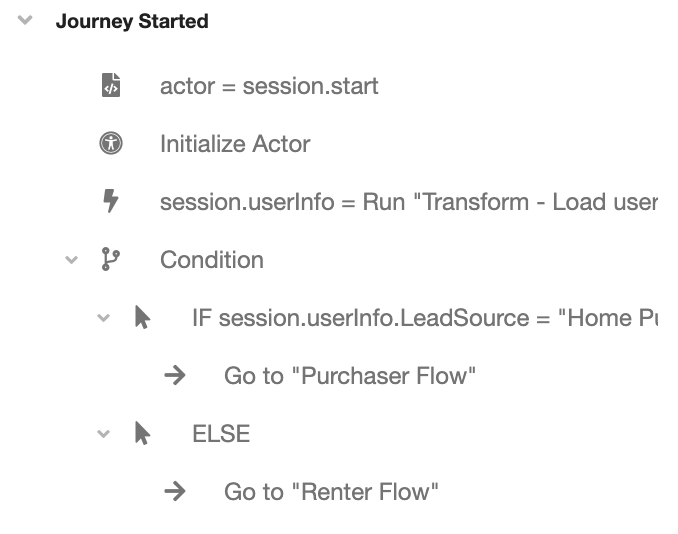 Journey Started
actor = session.start
Initialize Actor
session.userInfo = Run "Transform - Load user
Condition
IF session.userInfo.LeadSource = "Home
Go to "Purchaser Flow"
ELSE
Go to "Renter Flow"